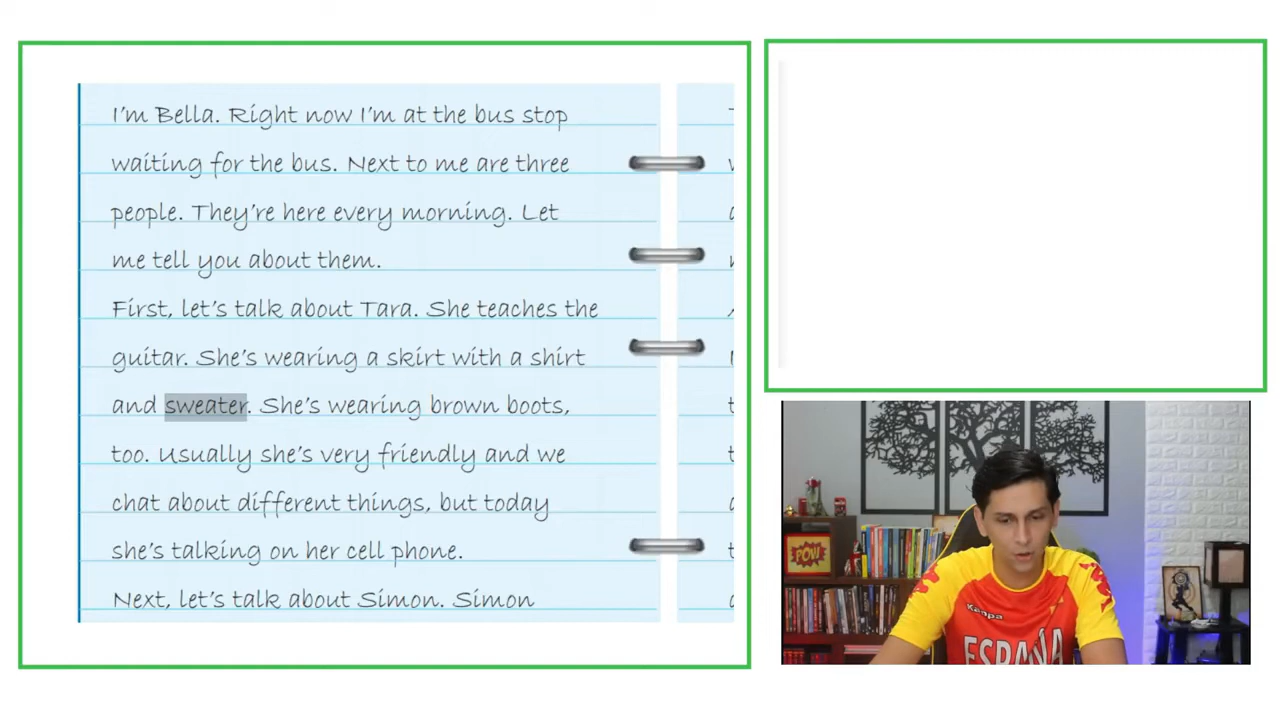 I'm Bella. Right now I'm at the bus stop
waiting for the bus. Next to me are three
people. They're here every morning. Let
me tell you about them.
First, let's talk about Tara. She teaches the
guitar. She's wearing a skirt with a shirt
and sweater. She's wearing brown boots,
too. Usually she's very friendly and we
chat about different things, but today
she's talking on her cell phone.
Next, let's talk about Simon. Simon
POW
Kappa
ESPAÑA